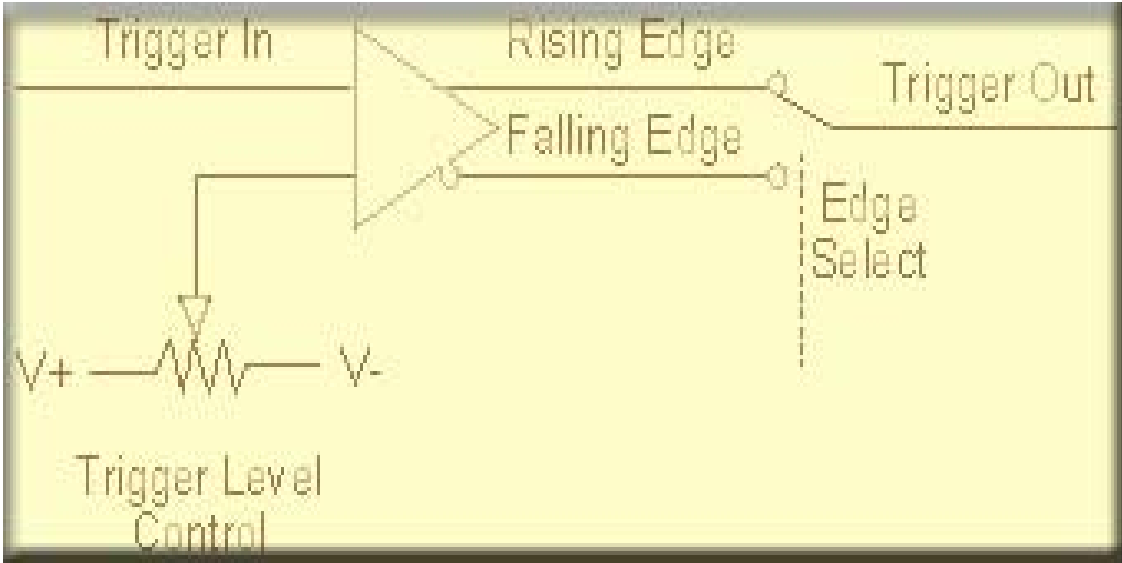 Trigger In
Rising Edge
Trigger Out
Falling Edge
Edge
Select
V+
V-
Trigger Level
Control